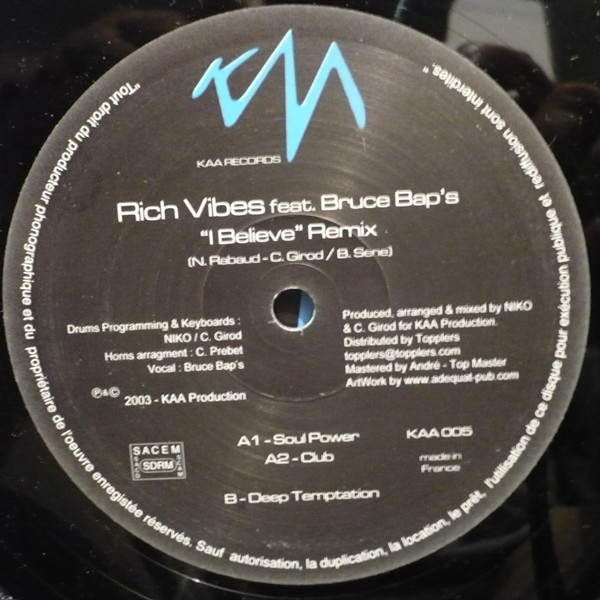 KAA
KAA RECORDS
Rich Vibes feat. Bruce Bap's
"I Believe" Remix
(N. Rabaud - C. Girod / B. Sene)
Drums Programming & Keyboards :
NIKO / C. Girod
Horns arragment : C. Prebet
Vocal : Bruce Bap's
℗&© 2003 - KAA Production
Produced, arranged & mixed by NIKO
& C. Girod for KAA Production.
Distributed by Topplers
topplers@topplers.com
Mastered by André - Top Master
ArtWork by www.adequat-pub.com
SACEM
SACD
SDRM
SCAM
A1 - Soul Power
A2 - Club
B - Deep Temptation
KAA 005
made in
France
"Tout droit du producteur phonographique et du propriétaire de l'oeuvre enregistée réservés. Sauf autorisation, la duplication, la location, le prêt, l'utilisation de ce disque pour exécution publique et rediffusion sont interdites."